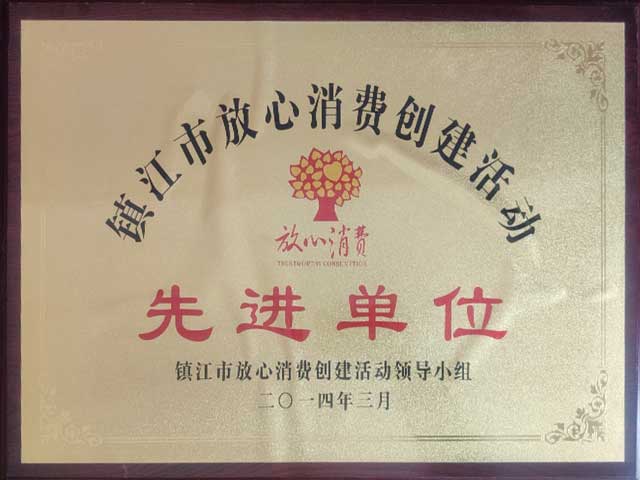 镇江市放心消费创建活动
放心消费
TRUSTWORTHY CONSUMPTION
先进单位
镇江市放心消费创建活动领导小组
二〇一四年三月